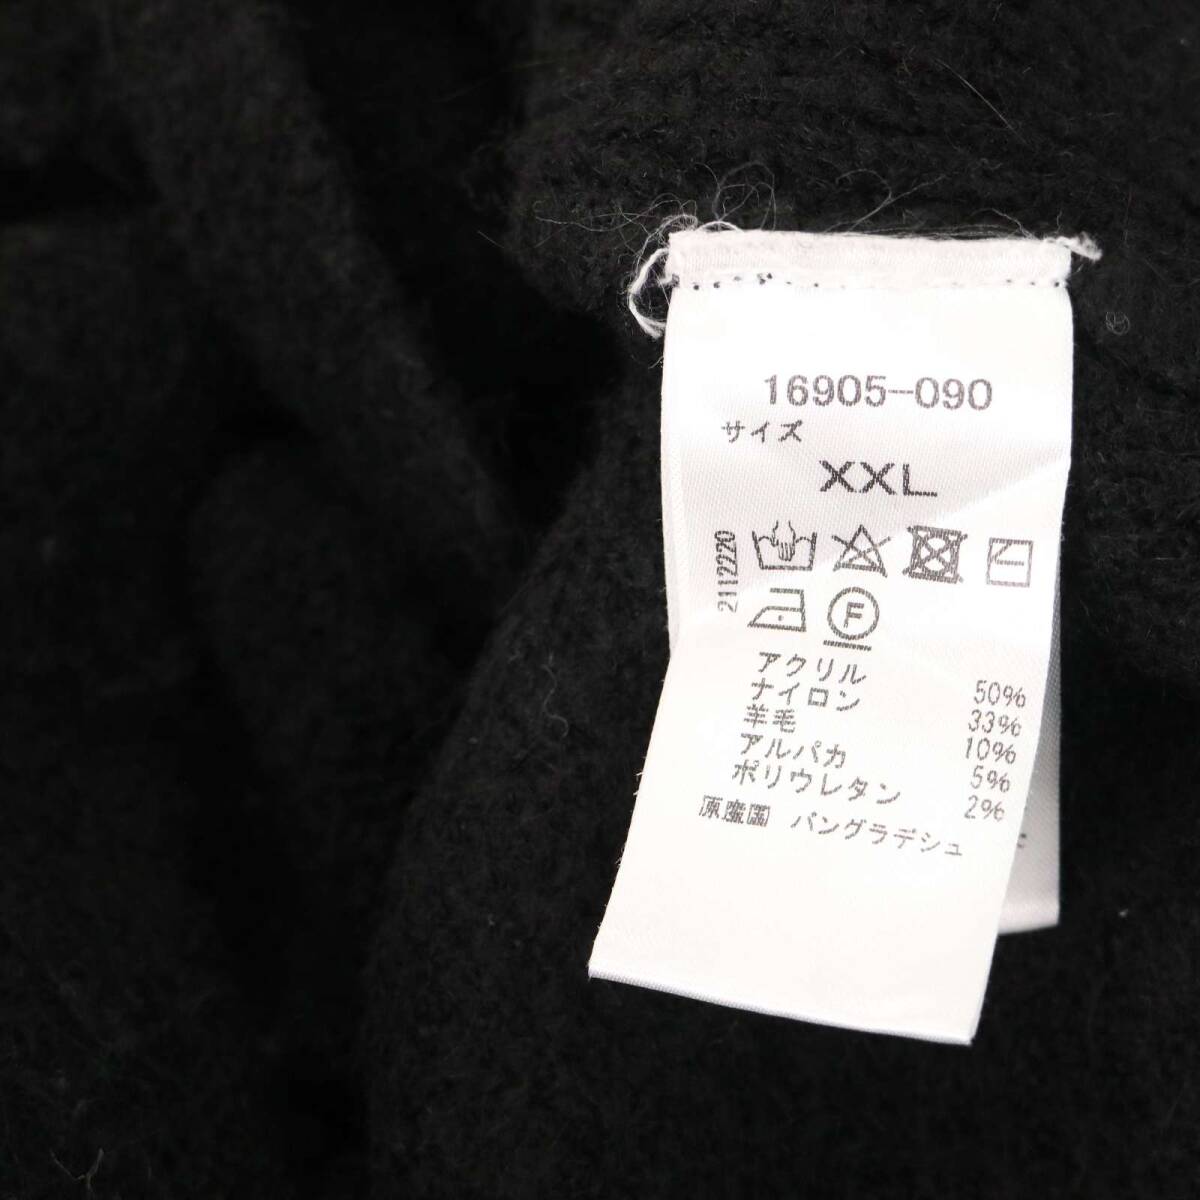 16905-090
サイズ
XXL
2112220
F
アクリル 50%
ナイロン 33%
羊毛 10%
アルパカ 5%
ポリウレタン 2%
原産国 バングラデシュ